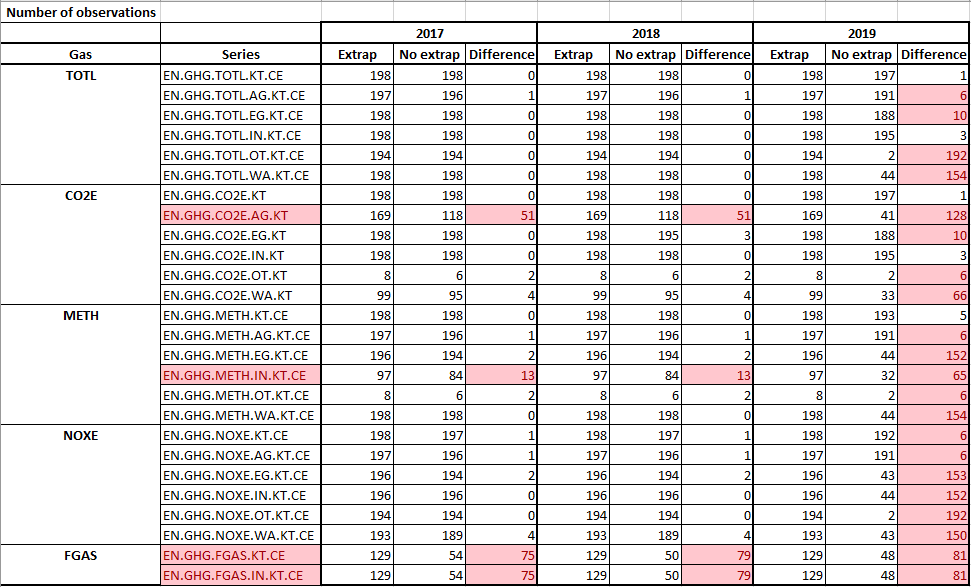 Number of observations
2017 2018 2019
Gas Series Extrap No extrap Difference Extrap No extrap Difference Extrap No extrap Difference
TOTL EN.GHG.TOTL.KT.CE 198 198 0 198 198 0 198 197 1
EN.GHG.TOTL.AG.KT.CE 197 196 1 197 196 1 197 191 6
EN.GHG.TOTL.EG.KT.CE 198 198 0 198 198 0 198 188 10
EN.GHG.TOTL.IN.KT.CE 198 198 0 198 198 0 198 195 3
EN.GHG.TOTL.OT.KT.CE 194 194 0 194 194 0 194 2 192
EN.GHG.TOTL.WA.KT.CE 198 198 0 198 198 0 198 44 154
CO2E EN.GHG.CO2E.KT 198 198 0 198 198 0 198 197 1
EN.GHG.CO2E.AG.KT 169 118 51 169 118 51 169 41 128
EN.GHG.CO2E.EG.KT 198 198 0 198 195 3 198 188 10
EN.GHG.CO2E.IN.KT 198 198 0 198 198 0 198 195 3
EN.GHG.CO2E.OT.KT 8 6 2 8 6 2 8 2 6
EN.GHG.CO2E.WA.KT 99 95 4 99 95 4 99 33 66
METH EN.GHG.METH.KT.CE 198 198 0 198 198 0 198 193 5
EN.GHG.METH.AG.KT.CE 197 196 1 197 196 1 197 191 6
EN.GHG.METH.EG.KT.CE 196 194 2 196 194 2 196 44 152
EN.GHG.METH.IN.KT.CE 97 84 13 97 84 13 97 32 65
EN.GHG.METH.OT.KT.CE 8 6 2 8 6 2 8 2 6
EN.GHG.METH.WA.KT.CE 198 198 0 198 198 0 198 44 154
NOXE EN.GHG.NOXE.KT.CE 198 197 1 198 197 1 198 192 6
EN.GHG.NOXE.AG.KT.CE 197 196 1 197 196 1 197 191 6
EN.GHG.NOXE.EG.KT.CE 196 194 2 196 194 2 196 43 153
EN.GHG.NOXE.IN.KT.CE 196 196 0 196 196 0 196 44 152
EN.GHG.NOXE.OT.KT.CE 194 194 0 194 194 0 194 2 192
EN.GHG.NOXE.WA.KT.CE 193 189 4 193 189 4 193 43 150
FGAS EN.GHG.FGAS.KT.CE 129 54 75 129 50 79 129 48 81
EN.GHG.FGAS.IN.KT.CE 129 54 75 129 50 79 129 48 81